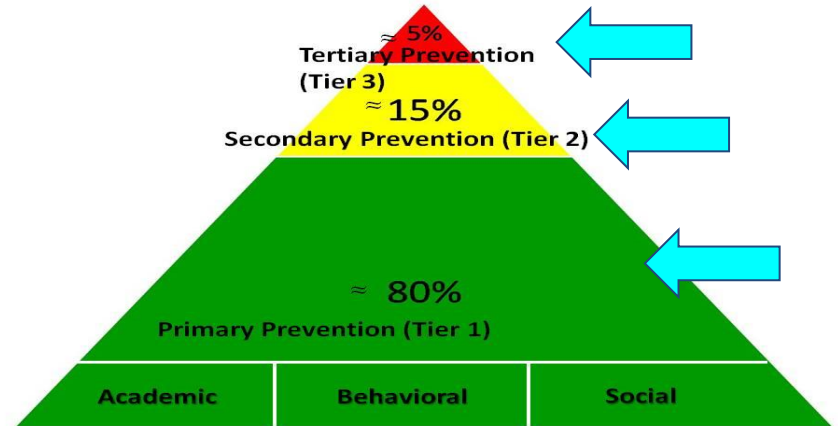 ≈ 5%
Tertiary Prevention
(Tier 3)
≈ 15%
Secondary Prevention (Tier 2)
≈ 80%
Primary Prevention (Tier 1)
Academic Behavioral Social